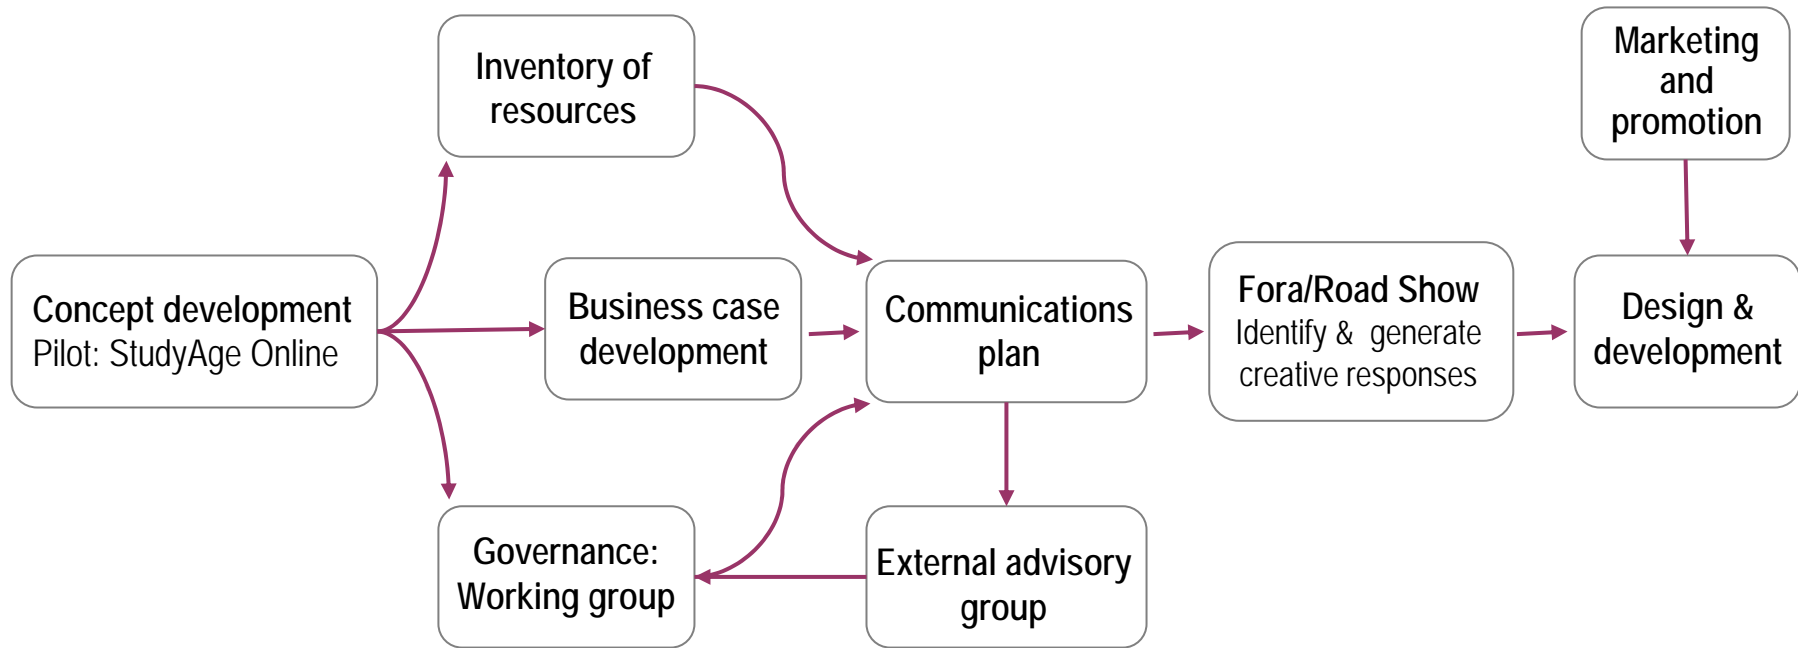 Inventory of
resources
Marketing
and
promotion
Concept development
Pilot: StudyAge Online
Business case
development
Communications
plan
Fora/Road Show
Identify &  generate
creative responses
Design &
development
Governance:
Working group
External advisory
group